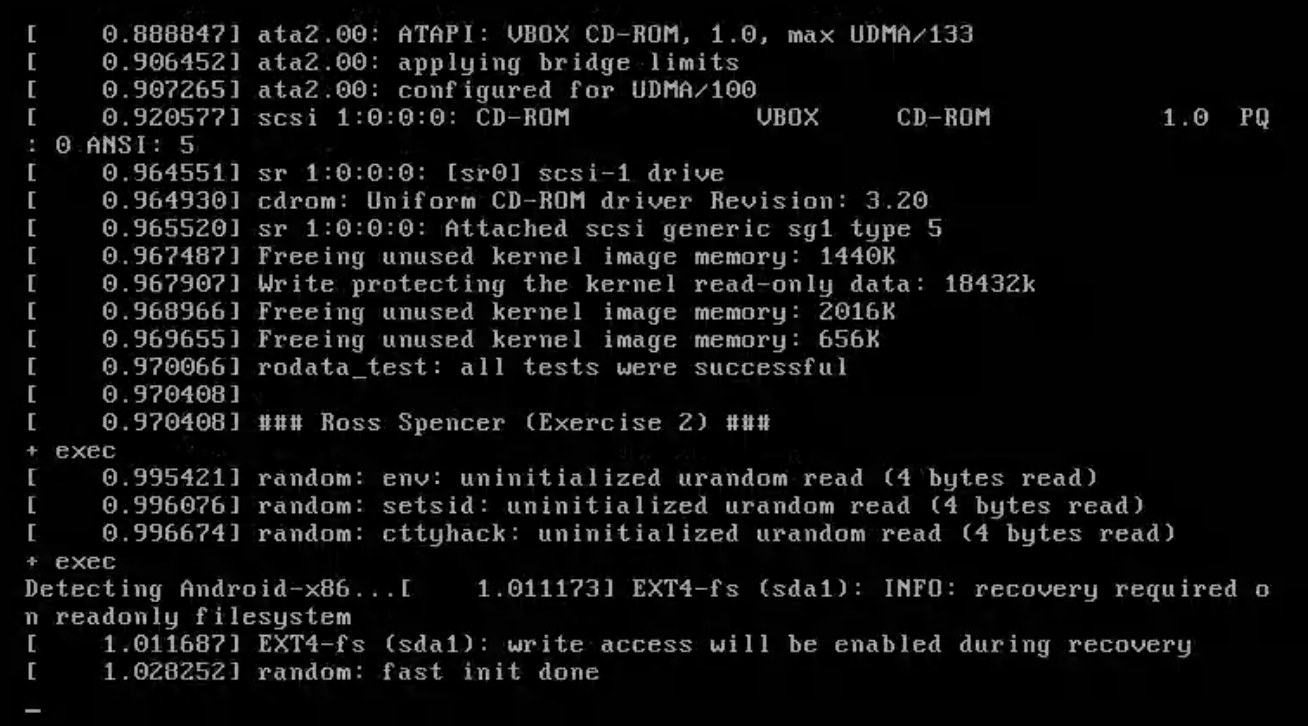 [    0.888847] ata2.00: ATAPI: VBOX CD-ROM, 1.0, max UDMA/133
[    0.906452] ata2.00: applying bridge limits
[    0.907265] ata2.00: configured for UDMA/100
[    0.920577] scsi 1:0:0:0: CD-ROM            VBOX     CD-ROM           1.0  PQ
: 0 ANSI: 5
[    0.964551] sr 1:0:0:0: [sr0] scsi-1 drive
[    0.964930] cdrom: Uniform CD-ROM driver Revision: 3.20
[    0.965520] sr 1:0:0:0: Attached scsi generic sg1 type 5
[    0.967487] Freeing unused kernel image memory: 1440K
[    0.967907] Write protecting the kernel read-only data: 18432k
[    0.968966] Freeing unused kernel image memory: 2016K
[    0.969655] Freeing unused kernel image memory: 656K
[    0.970066] rodata_test: all tests were successful
[    0.970408]
[    0.970408] ### Ross Spencer (Exercise 2) ###
+ exec
[    0.995421] random: env: uninitialized urandom read (4 bytes read)
[    0.996076] random: setsid: uninitialized urandom read (4 bytes read)
[    0.996674] random: cttyhack: uninitialized urandom read (4 bytes read)
+ exec
Detecting Android-x86...[    1.011173] EXT4-fs (sda1): INFO: recovery required o
n readonly filesystem
[    1.011687] EXT4-fs (sda1): write access will be enabled during recovery
[    1.028252] random: fast init done
_